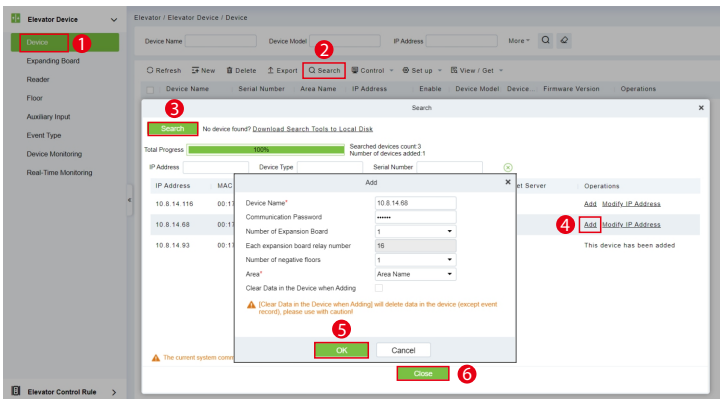 Elevator Device
Elevator / Elevator Device / Device
Device
1
Expanding Board
Reader
Floor
Auxiliary Input
Event Type
Device Monitoring
Real-Time Monitoring
Device Name
Device Model
IP Address
More
2
Refresh New Delete Export Search Control Set up View / Get
Device Name Serial Number Area Name IP Address Enable Device Model Device... Firmware Version Operations
Search
3
Search No device found? Download Search Tools to Local Disk
Total Progress 100% Searched devices count:3
Number of devices added:1
IP Address Device Type Serial Number
IP Address MAC et Server Operations
10.8.14.116 00:17 Add Modify IP Address
10.8.14.68 00:17 4 Add Modify IP Address
10.8.14.93 00:17 This device has been added
Add
Device Name* 10.8.14.68
Communication Password ••••••
Number of Expansion Board 1
Each expansion board relay number 16
Number of negative floors 1
Area* Area Name
Clear Data in the Device when Adding
[Clear Data in the Device when Adding] will delete data in the device (except event
record), please use with caution!
5
OK Cancel
The current system comm
Close 6
Elevator Control Rule